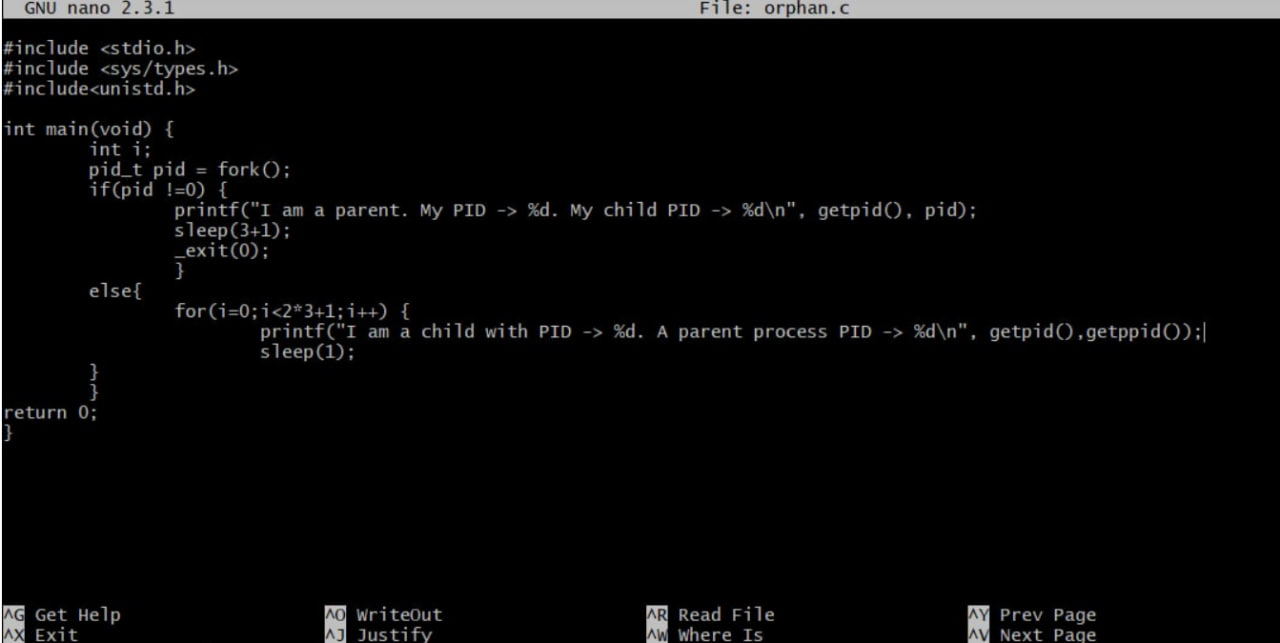 GNU nano 2.3.1 File: orphan.c
#include <stdio.h>
#include <sys/types.h>
#include<unistd.h>
int main(void) {
int i;
pid_t pid = fork();
if(pid !=0) {
printf("I am a parent. My PID -> %d. My child PID -> %d\n", getpid(), pid);
sleep(3+1);
_exit(0);
}
else{
for(i=0;i<2*3+1;i++) {
printf("I am a child with PID -> %d. A parent process PID -> %d\n", getpid(),getppid());
sleep(1);
}
}
return 0;
}
^G Get Help ^O WriteOut ^R Read File ^Y Prev Page
^X Exit ^J Justify ^W Where Is ^V Next Page